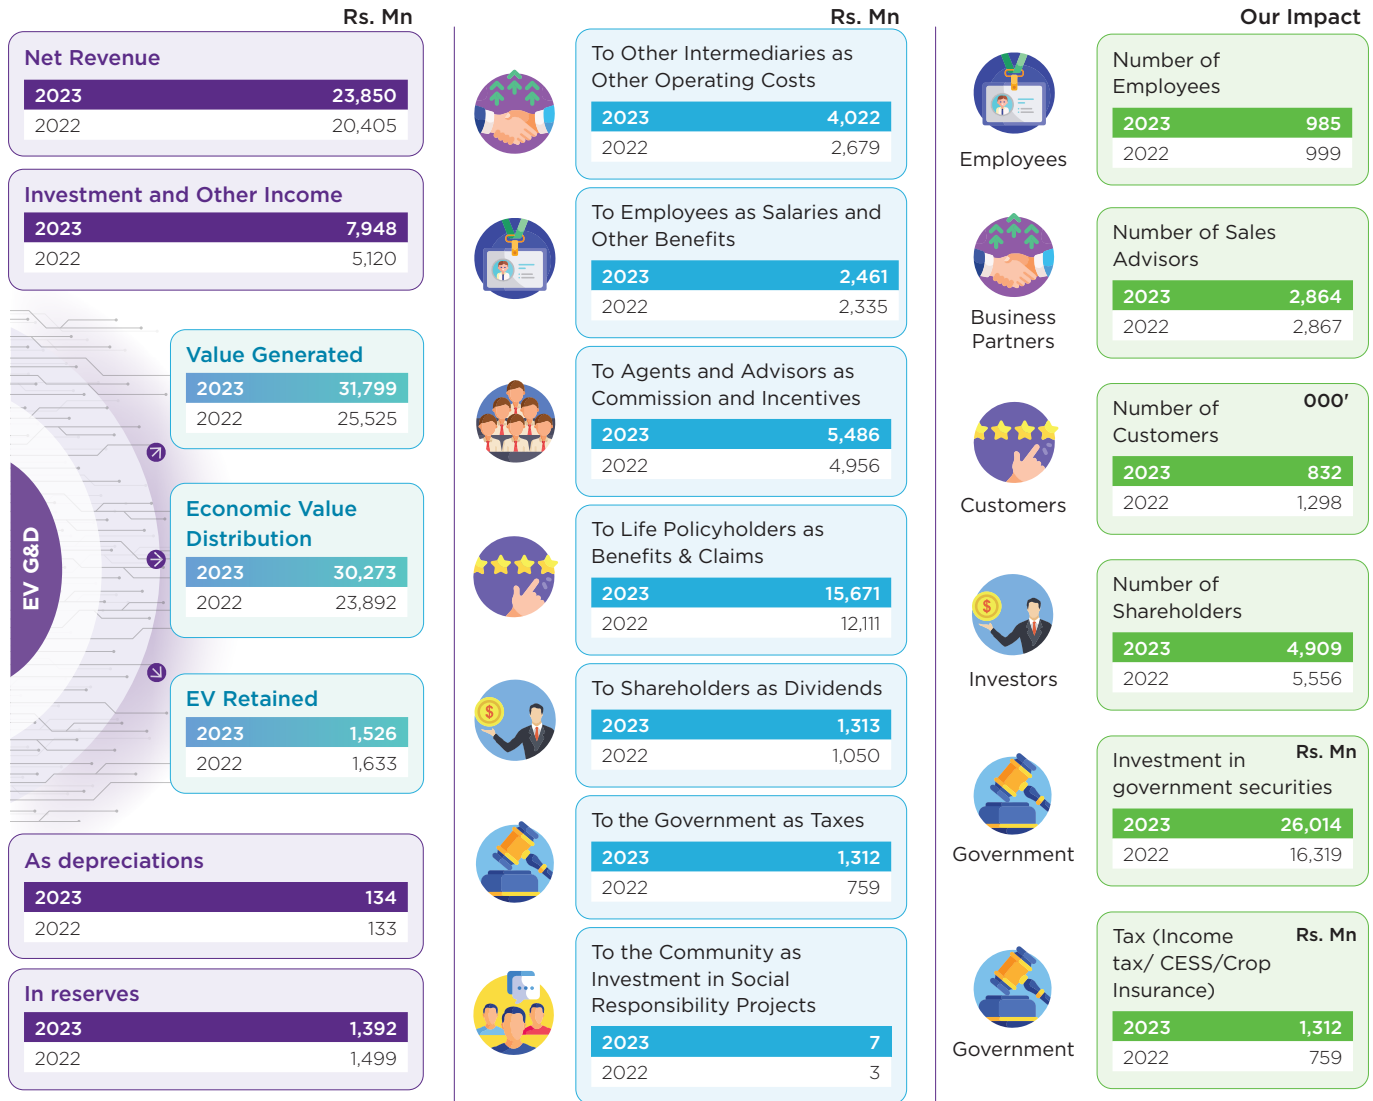 Rs. Mn
Net Revenue
2023 23,850
2022 20,405
Investment and Other Income
2023 7,948
2022 5,120
EV G&D
Value Generated
2023 31,799
2022 25,525
Economic Value
Distribution
2023 30,273
2022 23,892
EV Retained
2023 1,526
2022 1,633
As depreciations
2023 134
2022 133
In reserves
2023 1,392
2022 1,499
Rs. Mn
To Other Intermediaries as
Other Operating Costs
2023 4,022
2022 2,679
To Employees as Salaries and
Other Benefits
2023 2,461
2022 2,335
To Agents and Advisors as
Commission and Incentives
2023 5,486
2022 4,956
To Life Policyholders as
Benefits & Claims
2023 15,671
2022 12,111
To Shareholders as Dividends
2023 1,313
2022 1,050
To the Government as Taxes
2023 1,312
2022 759
To the Community as
Investment in Social
Responsibility Projects
2023 7
2022 3
Our Impact
Employees
Number of
Employees
2023 985
2022 999
Business
Partners
Number of Sales
Advisors
2023 2,864
2022 2,867
Customers
Number of 000'
Customers
2023 832
2022 1,298
Investors
Number of
Shareholders
2023 4,909
2022 5,556
Government
Investment in Rs. Mn
government securities
2023 26,014
2022 16,319
Government
Tax (Income Rs. Mn
tax/ CESS/Crop
Insurance)
2023 1,312
2022 759